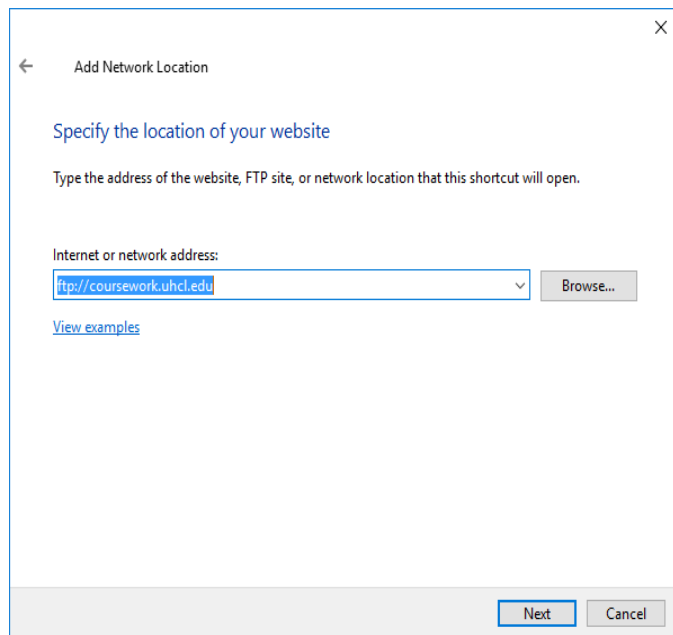 Add Network Location
Specify the location of your website
Type the address of the website, FTP site, or network location that this shortcut will open.
Internet or network address:
ftp://coursework.uhcl.edu
Browse...
View examples
Next
Cancel